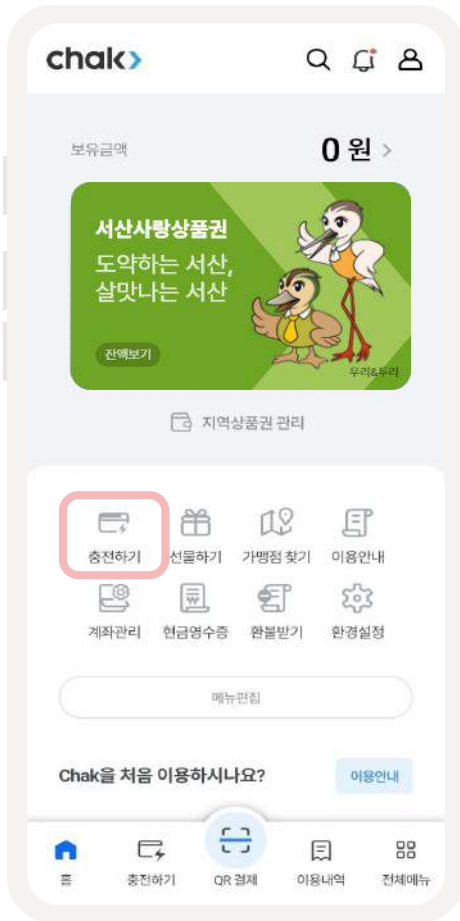 chak
보유금액
0 원
서산사랑상품권
도약하는 서산,
살맛나는 서산
잔액보기
우리&두리
지역상품권 관리
충전하기 선물하기 가맹점 찾기 이용안내
계좌관리 현금영수증 환불받기 환경설정
메뉴편집
Chak을 처음 이용하시나요? 이용안내
홈 충전하기 QR 결제 이용내역 전체메뉴